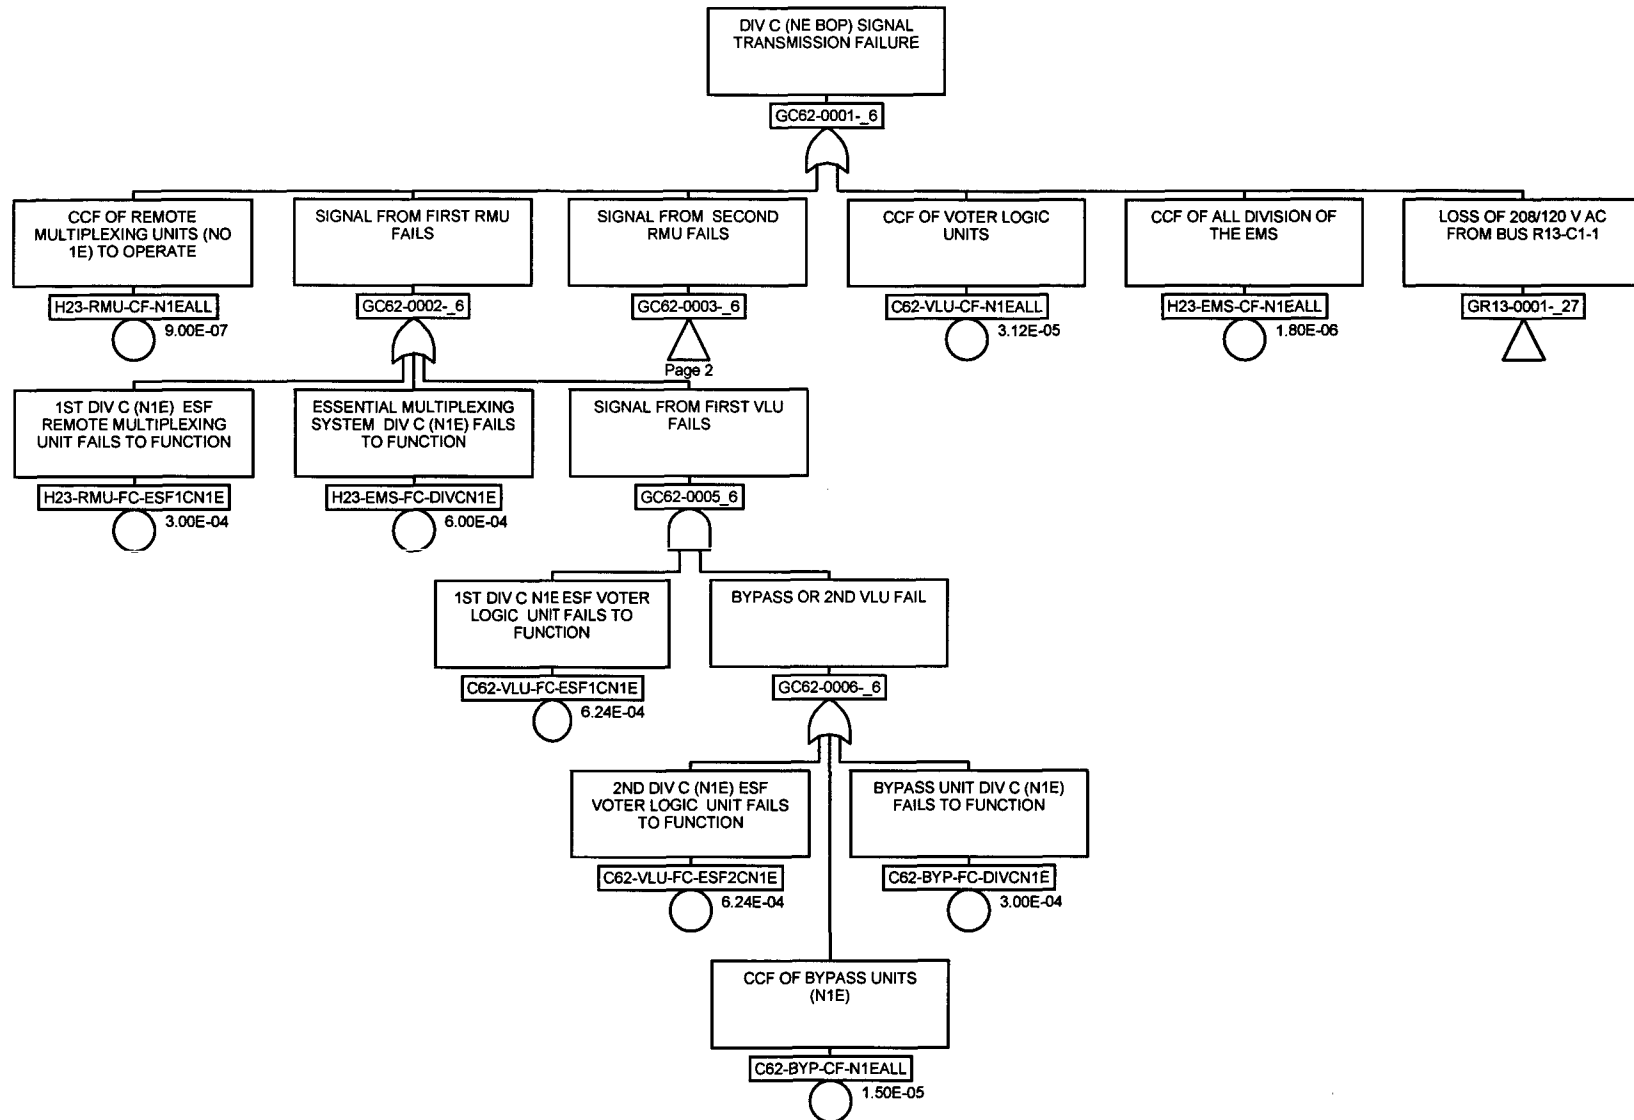 DIV C (NE BOP) SIGNAL
TRANSMISSION FAILURE
GC62-0001-_6
CCF OF REMOTE
MULTIPLEXING UNITS (NO
1E) TO OPERATE
H23-RMU-CF-N1EALL
9.00E-07
SIGNAL FROM FIRST RMU
FAILS
GC62-0002-_6
SIGNAL FROM SECOND
RMU FAILS
GC62-0003-_6
Page 2
CCF OF VOTER LOGIC
UNITS
C62-VLU-CF-N1EALL
3.12E-05
CCF OF ALL DIVISION OF
THE EMS
H23-EMS-CF-N1EALL
1.80E-06
LOSS OF 208/120 V AC
FROM BUS R13-C1-1
GR13-0001-_27
1ST DIV C (N1E) ESF
REMOTE MULTIPLEXING
UNIT FAILS TO FUNCTION
H23-RMU-FC-ESF1CN1E
3.00E-04
ESSENTIAL MULTIPLEXING
SYSTEM DIV C (N1E) FAILS
TO FUNCTION
H23-EMS-FC-DIVCN1E
6.00E-04
SIGNAL FROM FIRST VLU
FAILS
GC62-0005_6
1ST DIV C N1E ESF VOTER
LOGIC UNIT FAILS TO
FUNCTION
C62-VLU-FC-ESF1CN1E
6.24E-04
BYPASS OR 2ND VLU FAIL
GC62-0006-_6
2ND DIV C (N1E) ESF
VOTER LOGIC UNIT FAILS
TO FUNCTION
C62-VLU-FC-ESF2CN1E
6.24E-04
BYPASS UNIT DIV C (N1E)
FAILS TO FUNCTION
C62-BYP-FC-DIVCN1E
3.00E-04
CCF OF BYPASS UNITS
(N1E)
C62-BYP-CF-N1EALL
1.50E-05